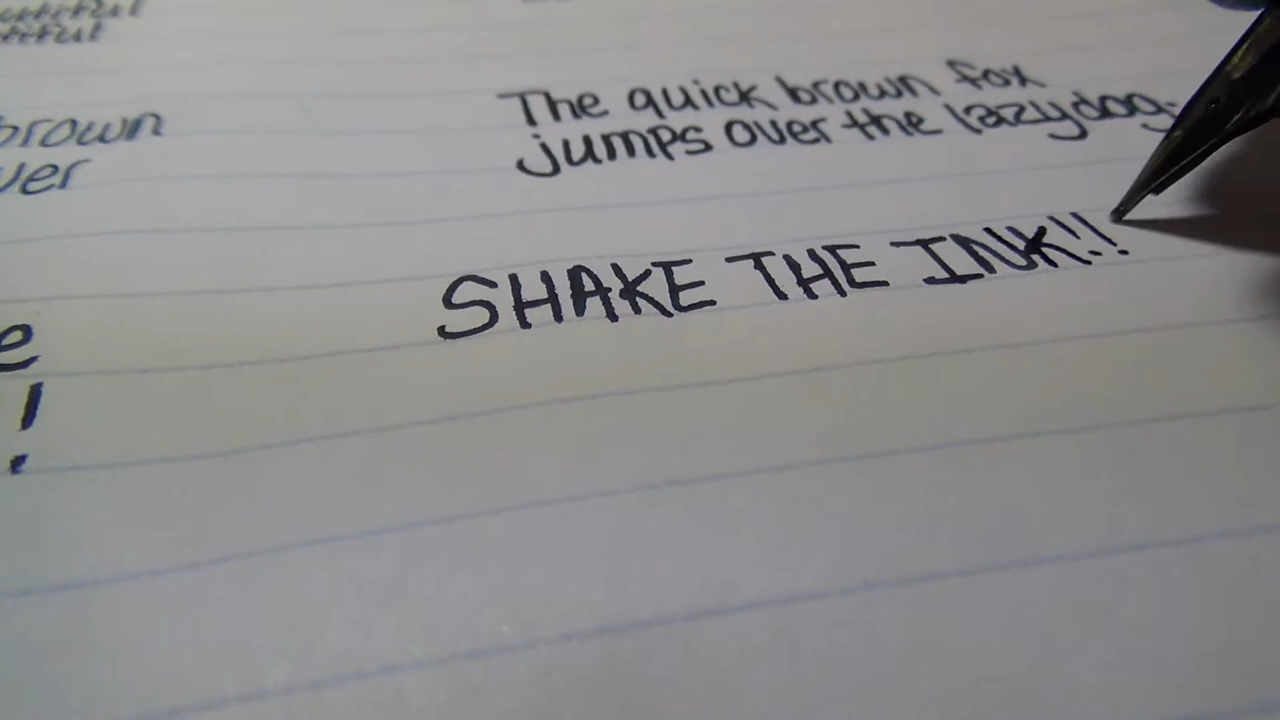 brown
ver
The quick brown fox
jumps over the lazy dog.
SHAKE THE INK!!
e
!